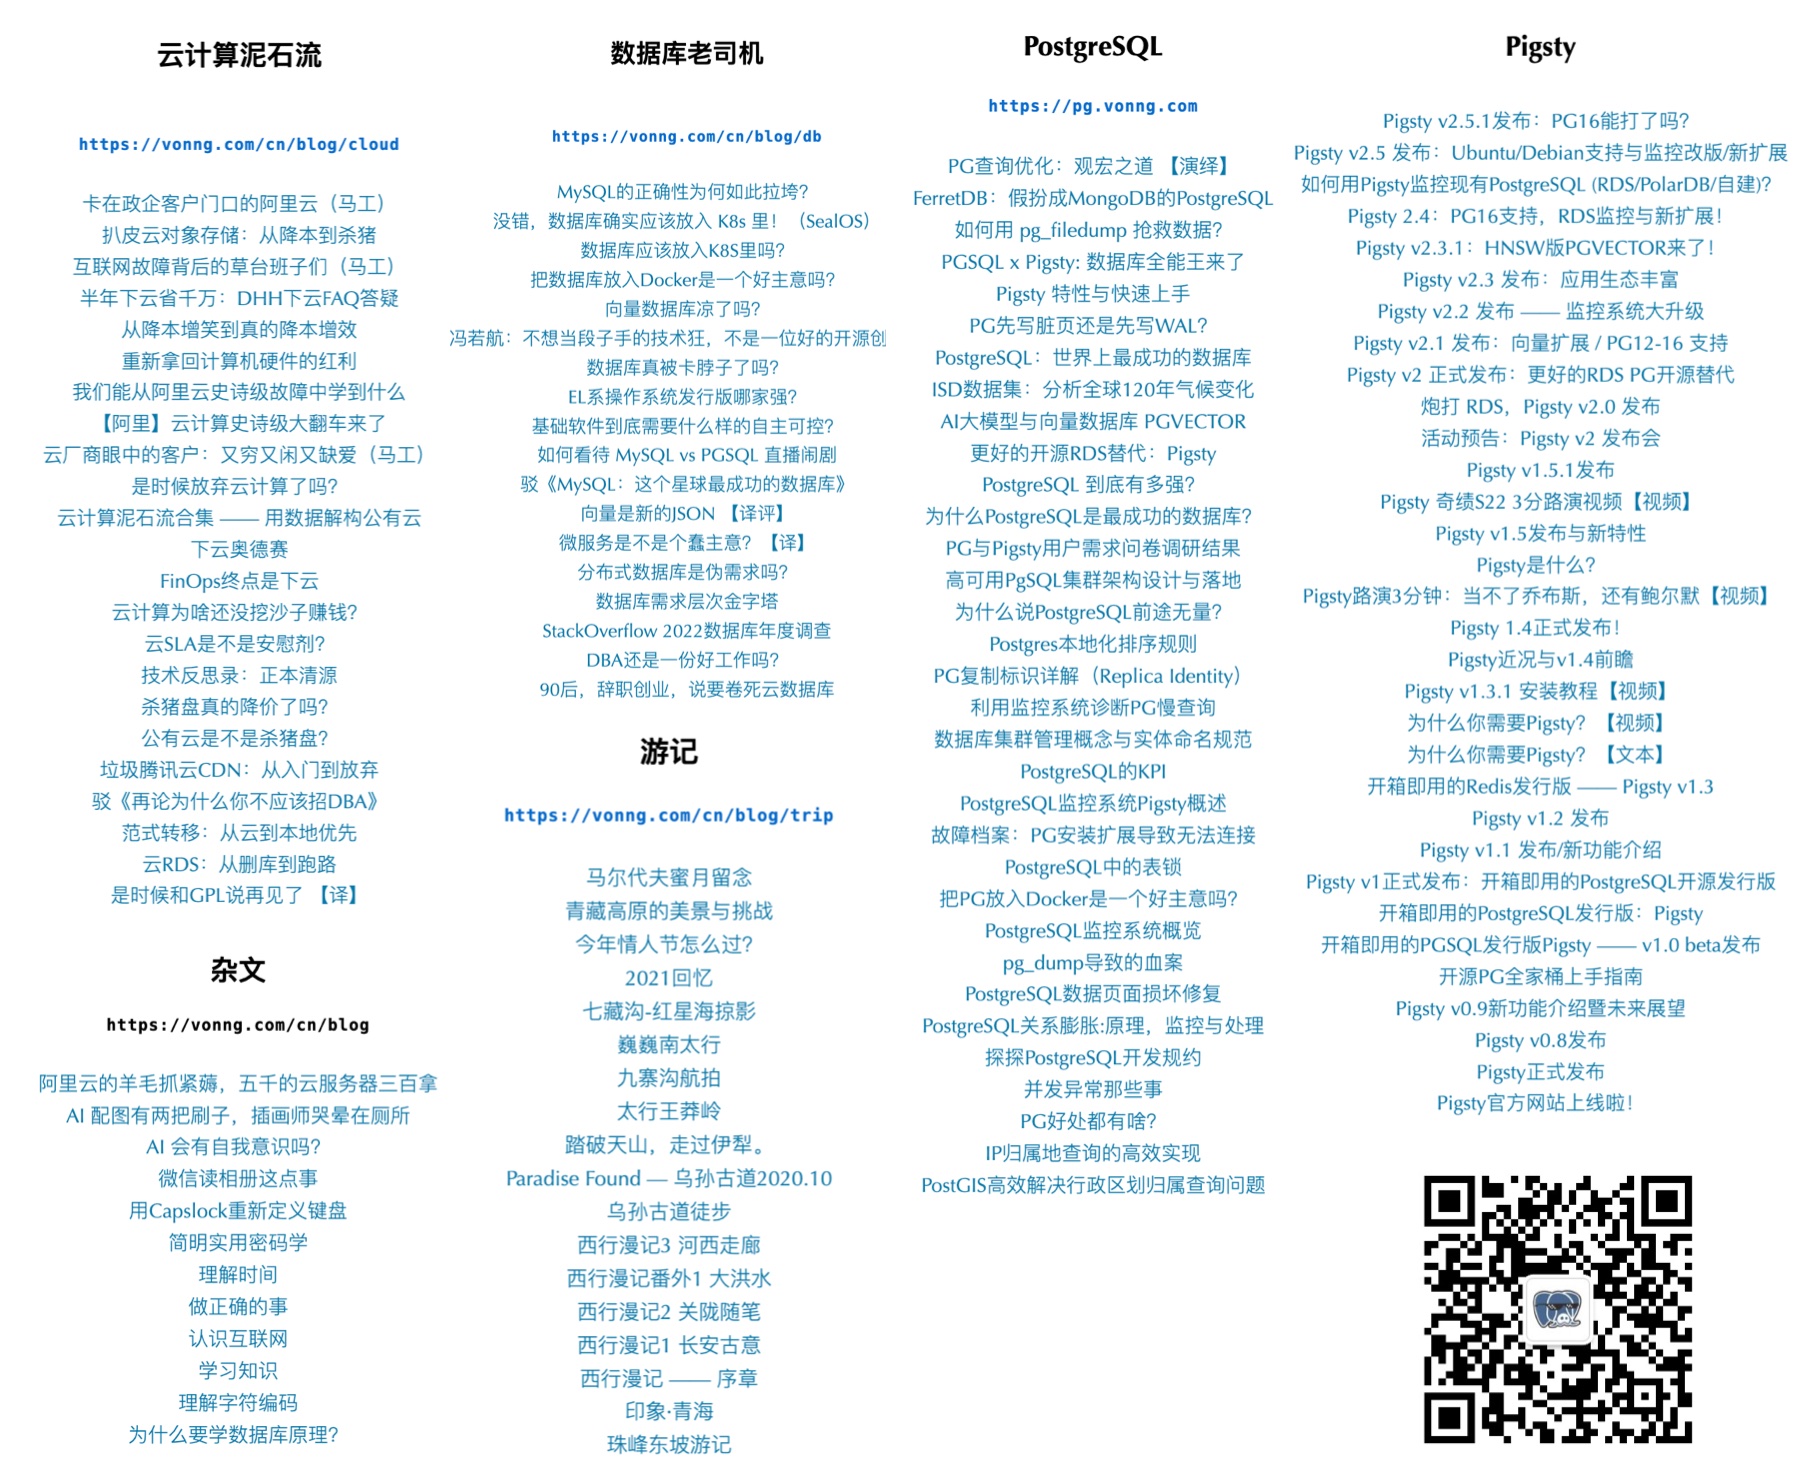 云计算泥石流
https://vonng.com/cn/blog/cloud
卡在政企客户门口的阿里云（马工）
扒皮云对象存储：从降本到杀猪
互联网故障背后的草台班子们（马工）
半年下云省千万：DHH下云FAQ答疑
从降本增笑到真的降本增效
重新拿回计算机硬件的红利
我们能从阿里云史诗级故障中学到什么
【阿里】云计算史诗级大翻车来了
云厂商眼中的客户：又穷又闲又缺爱（马工）
是时候放弃云计算了吗？
云计算泥石流合集 —— 用数据解构公有云
下云奥德赛
FinOps终点是下云
云计算为啥还没挖沙子赚钱？
云SLA是不是安慰剂？
技术反思录：正本清源
杀猪盘真的降价了吗？
公有云是不是杀猪盘？
垃圾腾讯云CDN：从入门到放弃
驳《再论为什么你不应该招DBA》
范式转移：从云到本地优先
云RDS：从删库到跑路
是时候和GPL说再见了 【译】
杂文
https://vonng.com/cn/blog
阿里云的羊毛抓紧薅，五千的云服务器三百拿
AI 配图有两把刷子，插画师哭晕在厕所
AI 会有自我意识吗？
微信读相册这点事
用Capslock重新定义键盘
简明实用密码学
理解时间
做正确的事
认识互联网
学习知识
理解字符编码
为什么要学数据库原理？
数据库老司机
https://vonng.com/cn/blog/db
MySQL的正确性为何如此拉垮？
没错，数据库确实应该放入 K8s 里！（SealOS）
数据库应该放入K8S里吗？
把数据库放入Docker是一个好主意吗？
向量数据库凉了吗？
冯若航：不想当段子手的技术狂，不是一位好的开源创
数据库真被卡脖子了吗？
EL系操作系统发行版哪家强？
基础软件到底需要什么样的自主可控？
如何看待 MySQL vs PGSQL 直播闹剧
驳《MySQL：这个星球最成功的数据库》
向量是新的JSON 【译评】
微服务是不是个蠢主意？【译】
分布式数据库是伪需求吗？
数据库需求层次金字塔
StackOverflow 2022数据库年度调查
DBA还是一份好工作吗？
90后，辞职创业，说要卷死云数据库
游记
https://vonng.com/cn/blog/trip
马尔代夫蜜月留念
青藏高原的美景与挑战
今年情人节怎么过？
2021回忆
七藏沟-红星海掠影
巍巍南太行
九寨沟航拍
太行王莽岭
踏破天山，走过伊犁。
Paradise Found — 乌孙古道2020.10
乌孙古道徒步
西行漫记3 河西走廊
西行漫记番外1 大洪水
西行漫记2 关陇随笔
西行漫记1 长安古意
西行漫记 —— 序章
印象·青海
珠峰东坡游记
PostgreSQL
https://pg.vonng.com
PG查询优化：观宏之道 【演绎】
FerretDB：假扮成MongoDB的PostgreSQL
如何用 pg_filedump 抢救数据？
PGSQL x Pigsty: 数据库全能王来了
Pigsty 特性与快速上手
PG先写脏页还是先写WAL？
PostgreSQL：世界上最成功的数据库
ISD数据集：分析全球120年气候变化
AI大模型与向量数据库 PGVECTOR
更好的开源RDS替代：Pigsty
PostgreSQL 到底有多强？
为什么PostgreSQL是最成功的数据库？
PG与Pigsty用户需求问卷调研结果
高可用PgSQL集群架构设计与落地
为什么说PostgreSQL前途无量？
Postgres本地化排序规则
PG复制标识详解（Replica Identity）
利用监控系统诊断PG慢查询
数据库集群管理概念与实体命名规范
PostgreSQL的KPI
PostgreSQL监控系统Pigsty概述
故障档案：PG安装扩展导致无法连接
PostgreSQL中的表锁
把PG放入Docker是一个好主意吗？
PostgreSQL监控系统概览
pg_dump导致的血案
PostgreSQL数据页面损坏修复
PostgreSQL关系膨胀:原理，监控与处理
探探PostgreSQL开发规约
并发异常那些事
PG好处都有啥？
IP归属地查询的高效实现
PostGIS高效解决行政区划归属查询问题
Pigsty
Pigsty v2.5.1发布：PG16能打了吗？
Pigsty v2.5 发布：Ubuntu/Debian支持与监控改版/新扩展
如何用Pigsty监控现有PostgreSQL (RDS/PolarDB/自建)?
Pigsty 2.4：PG16支持，RDS监控与新扩展！
Pigsty v2.3.1：HNSW版PGVECTOR来了！
Pigsty v2.3 发布：应用生态丰富
Pigsty v2.2 发布 —— 监控系统大升级
Pigsty v2.1 发布：向量扩展 / PG12-16 支持
Pigsty v2 正式发布：更好的RDS PG开源替代
炮打 RDS，Pigsty v2.0 发布
活动预告：Pigsty v2 发布会
Pigsty v1.5.1发布
Pigsty 奇绩S22 3分路演视频【视频】
Pigsty v1.5发布与新特性
Pigsty是什么？
Pigsty路演3分钟：当不了乔布斯，还有鲍尔默【视频】
Pigsty 1.4正式发布！
Pigsty近况与v1.4前瞻
Pigsty v1.3.1 安装教程【视频】
为什么你需要Pigsty？【视频】
为什么你需要Pigsty？【文本】
开箱即用的Redis发行版 —— Pigsty v1.3
Pigsty v1.2 发布
Pigsty v1.1 发布/新功能介绍
Pigsty v1正式发布：开箱即用的PostgreSQL开源发行版
开箱即用的PostgreSQL发行版：Pigsty
开箱即用的PGSQL发行版Pigsty —— v1.0 beta发布
开源PG全家桶上手指南
Pigsty v0.9新功能介绍暨未来展望
Pigsty v0.8发布
Pigsty正式发布
Pigsty官方网站上线啦！